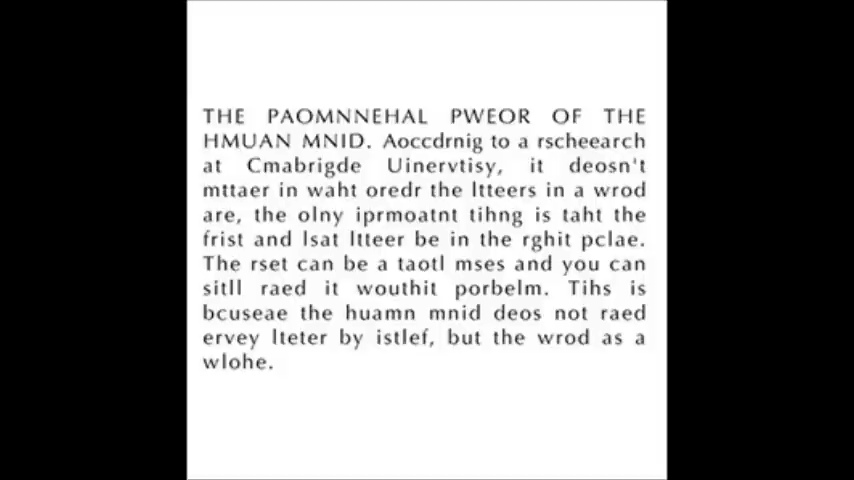 THE PAOMNNEHAL PWEOR OF THE
HMUAN MNID. Aoccdrnig to a rscheearch
at Cmabrigde Uinervtisy, it deosn't
mttaer in waht oredr the ltteers in a wrod
are, the olny iprmoatnt tihng is taht the
frist and lsat ltteer be in the rghit pclae.
The rset can be a taotl mses and you can
sitll raed it wouthit porbelm. Tihs is
bcuseae the huamn mnid deos not raed
ervey lteter by istlef, but the wrod as a
wlohe.